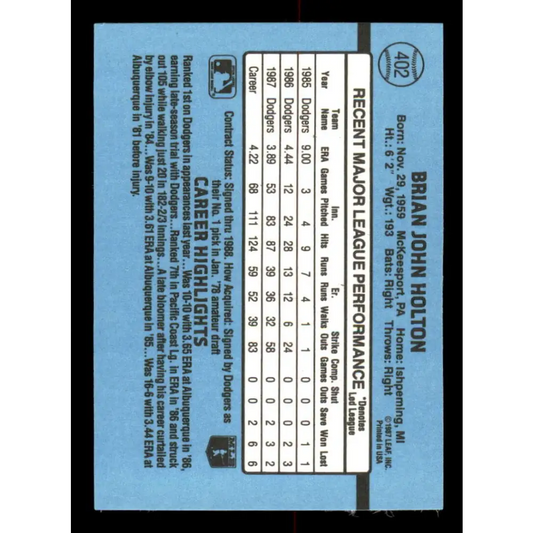 402
BRIAN JOHN HOLTON
Born: Nov. 29, 1959 McKeesport, PA Home: Ishpeming, MI
Ht.: 6'2" Wgt.: 193 Bats: Right Throws: Right
©1987 LEAF, INC.
Printed in USA
RECENT MAJOR LEAGUE PERFORMANCE *Denotes Led League
Year Team Name ERA Games Inn. Pitched Hits Runs Er. Runs Walks Strike Outs Comp. Games Shut Outs Save Won Lost
1985 Dodgers 9.00 3 4 9 7 4 1 1 0 0 0 1 1
1986 Dodgers 4.44 12 24 28 13 12 6 24 0 0 0 2 3
1987 Dodgers 3.89 53 83 87 39 36 32 58 0 0 2 3 2
Career 4.22 68 111 124 59 52 39 83 0 0 2 6 6
Contract Status: Signed thru 1988. How Acquired: Signed by Dodgers as
their No. 1 pick in Jan. '78 amateur draft
CAREER HIGHLIGHTS
Ranked 1st on Dodgers in appearances last year...Was 10-10 with 3.65 ERA at Albuquerque in '86,
earning late-season trial with Dodgers...Ranked 7th in Pacific Coast Lg. in ERA in '86 and struck
out 105 while walking just 20 in 182-2/3 innings...A late bloomer after having his career curtailed
by elbow injury in '84...Was 9-10 with 3.61 ERA at Albuquerque in '85...Was 16-6 with 3.44 ERA at
Albuquerque in '81 before injury.